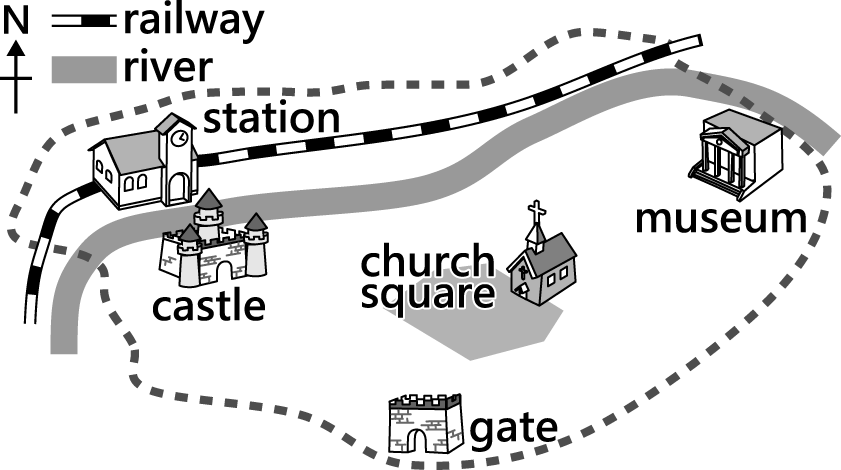 N
railway
river
station
museum
church
square
castle
gate